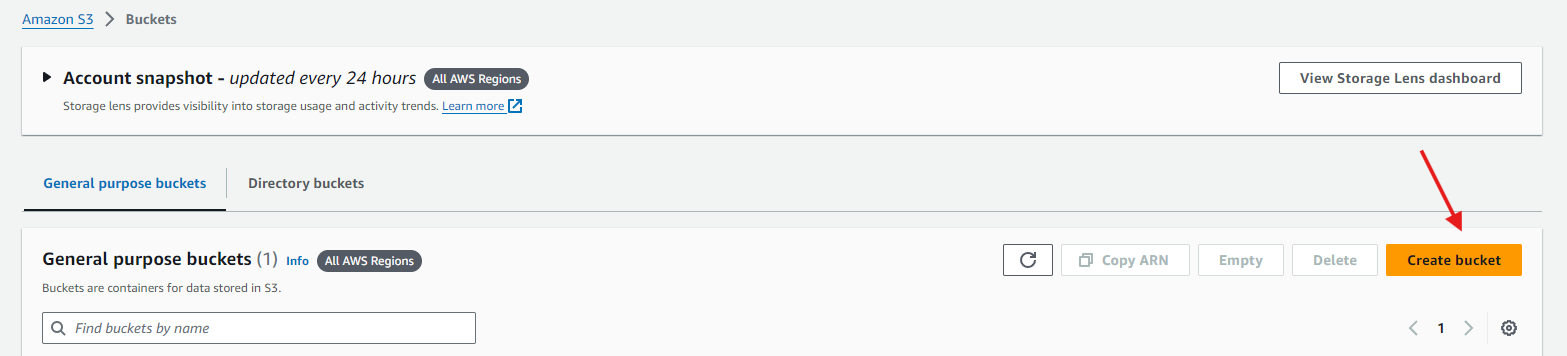 Amazon S3 > Buckets
Account snapshot - updated every 24 hours All AWS Regions
View Storage Lens dashboard
Storage lens provides visibility into storage usage and activity trends. Learn more
General purpose buckets Directory buckets
General purpose buckets (1) Info All AWS Regions
Copy ARN Empty Delete Create bucket
Buckets are containers for data stored in S3.
Find buckets by name
1